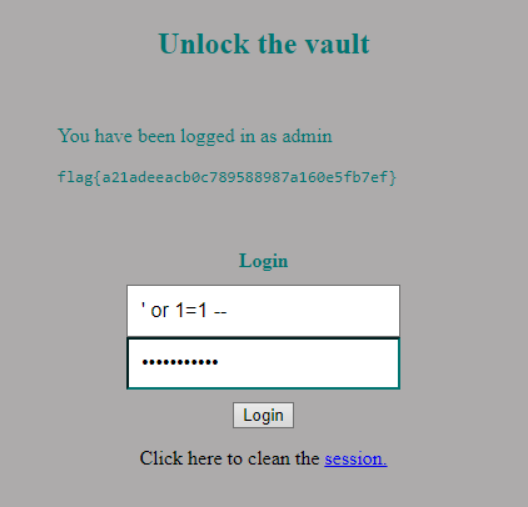 Unlock the vault
You have been logged in as admin
flag{a21adeeacb0c789588987a160e5fb7ef}
Login
' or 1=1 --
•••••••••••
Login
Click here to clean the session.